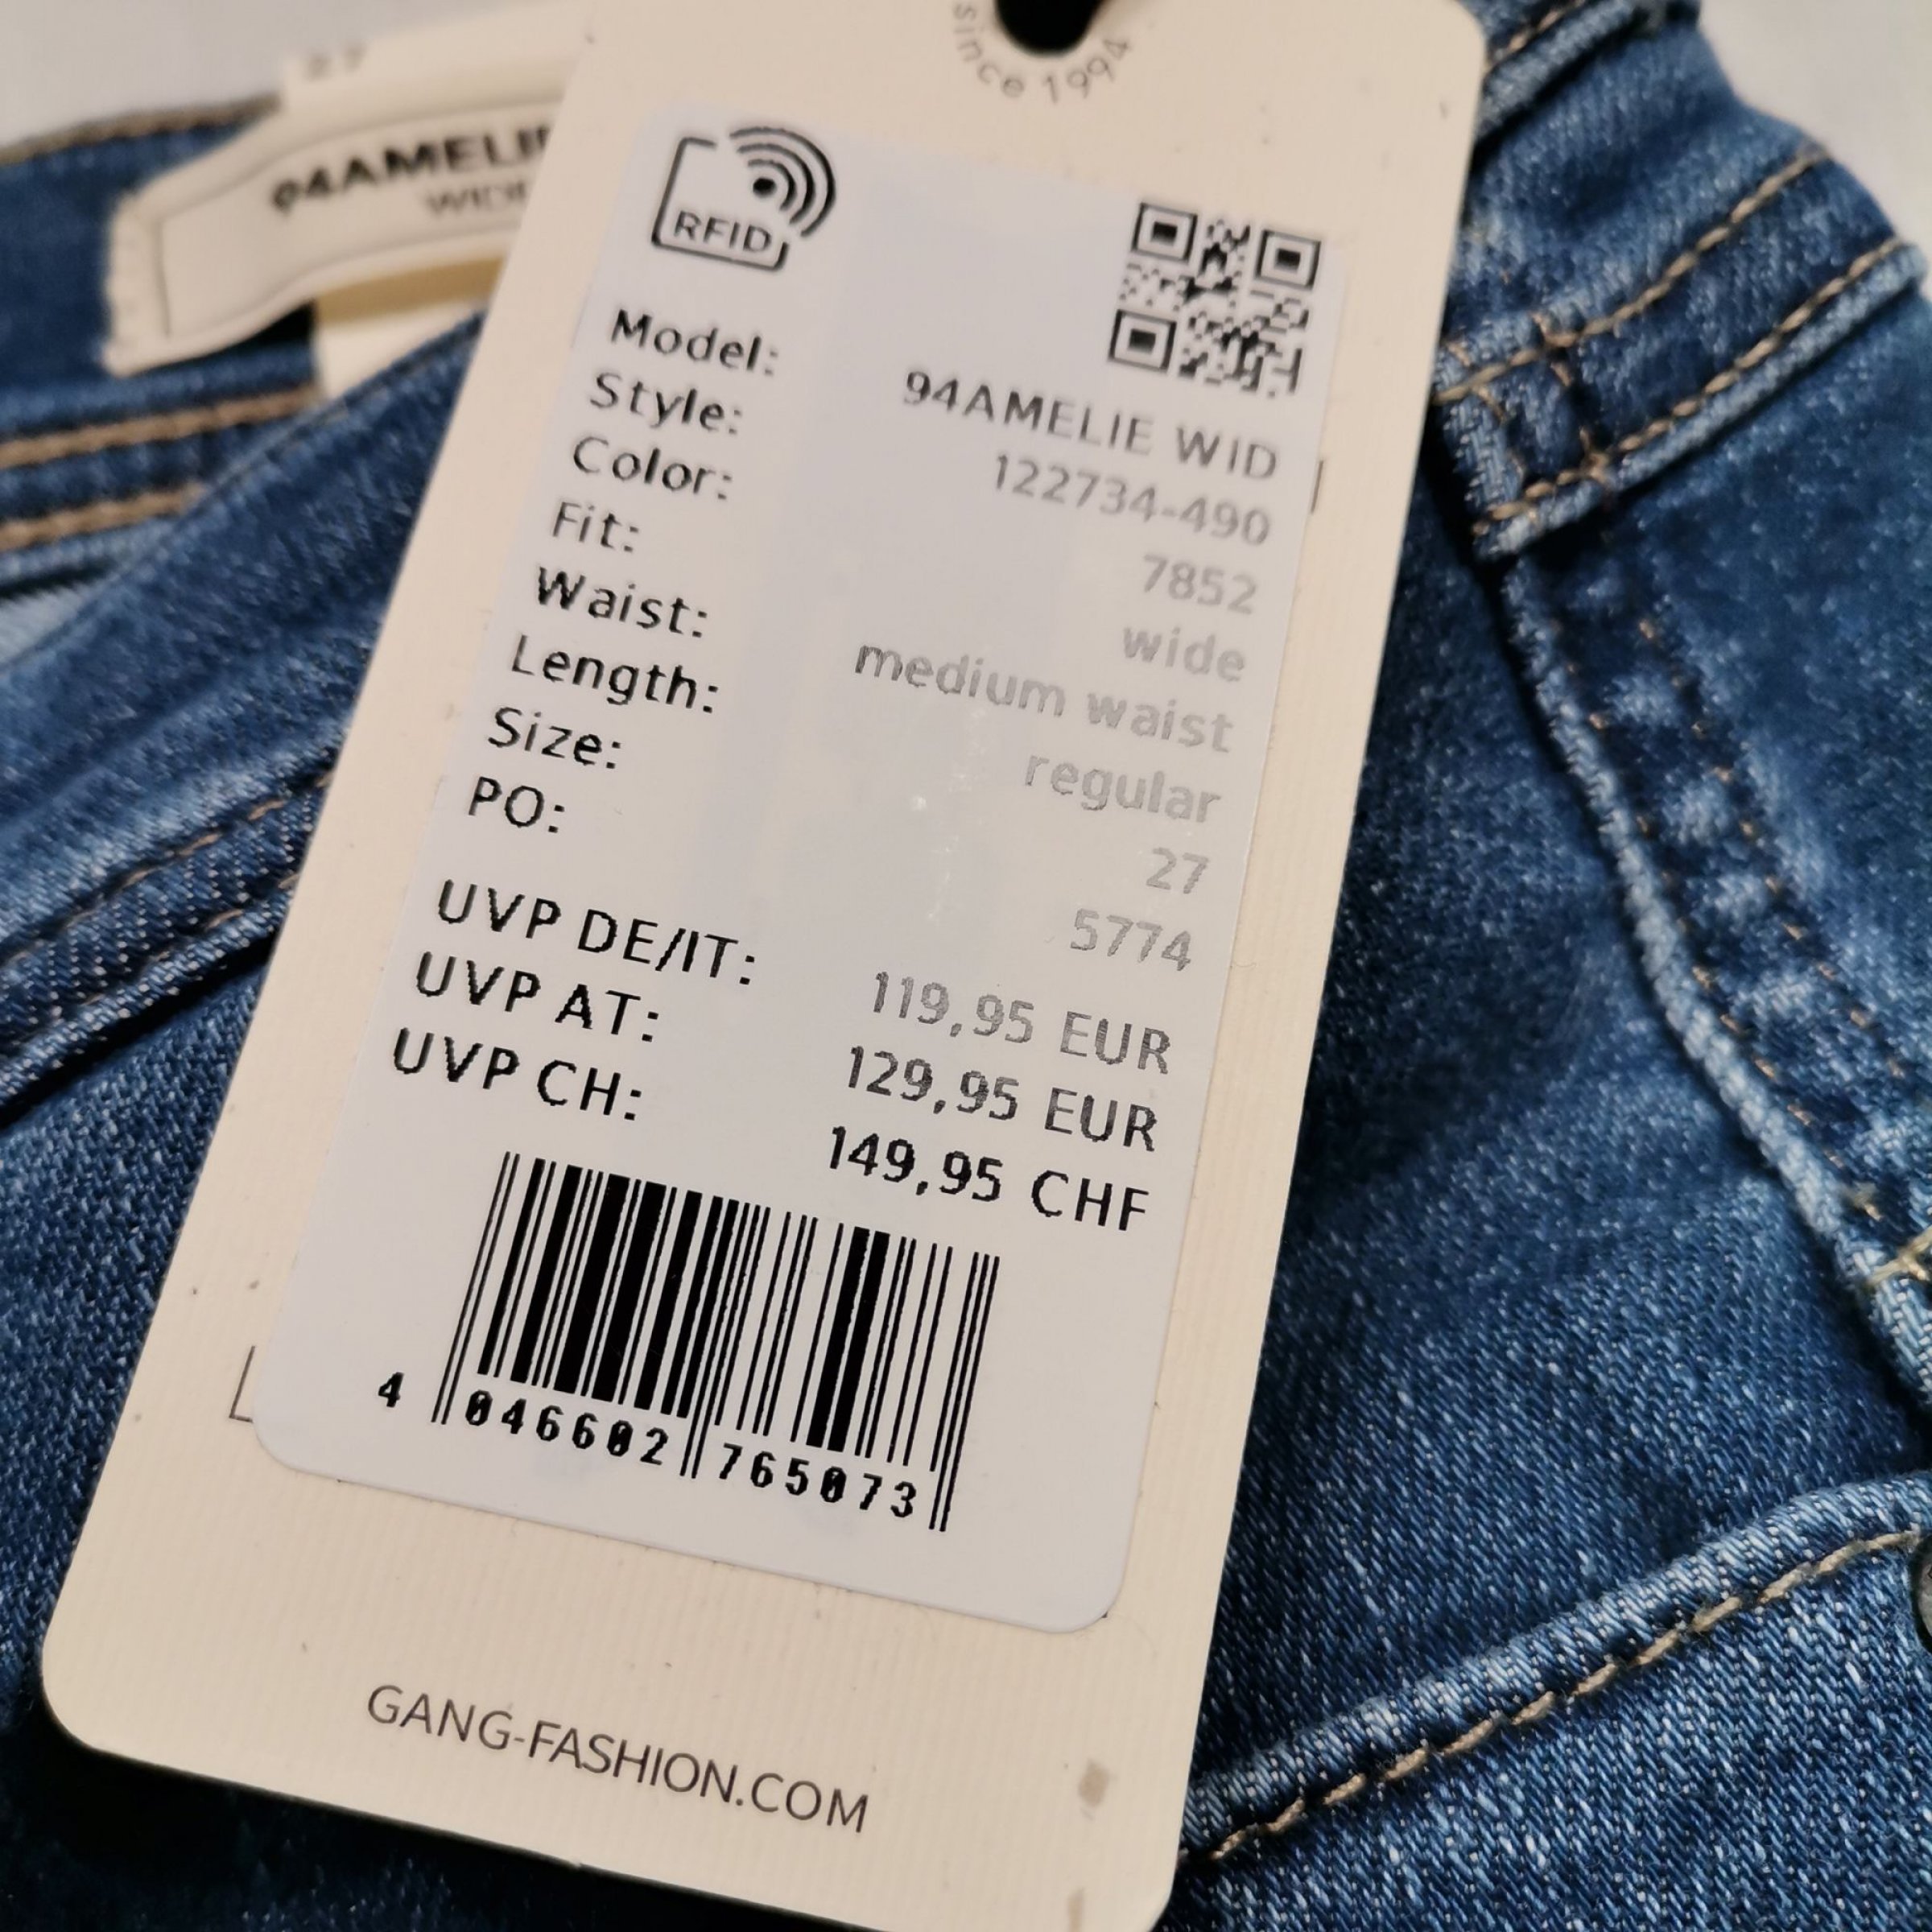 since 1994
27
94AMELIE
WIDE
RFID
Model: 94AMELIE WID
Style: 122734-490
Color: 7852
Fit: wide
Waist: medium waist
Length: regular
Size: 27
PO: 5774
UVP DE/IT: 119,95 EUR
UVP AT: 129,95 EUR
UVP CH: 149,95 CHF
4 046602 765073
GANG-FASHION.COM